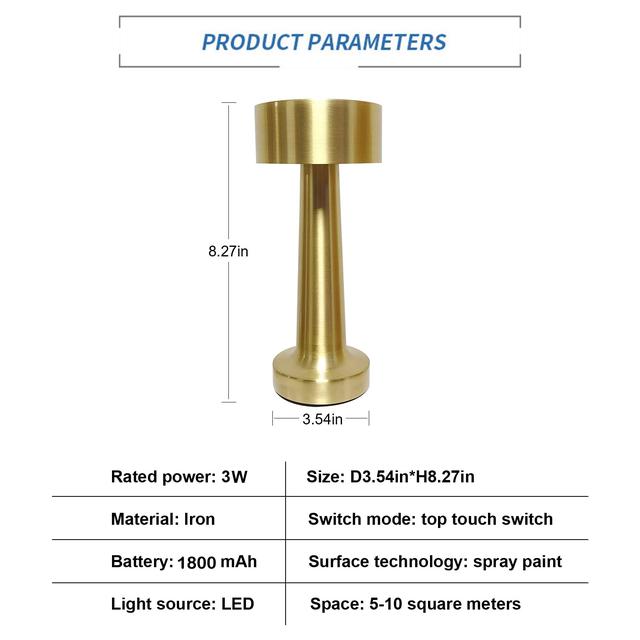 PRODUCT PARAMETERS
8.27in
3.54in
Rated power: 3W
Size: D3.54in*H8.27in
Material: Iron
Switch mode: top touch switch
Battery: 1800 mAh
Surface technology: spray paint
Light source: LED
Space: 5-10 square meters